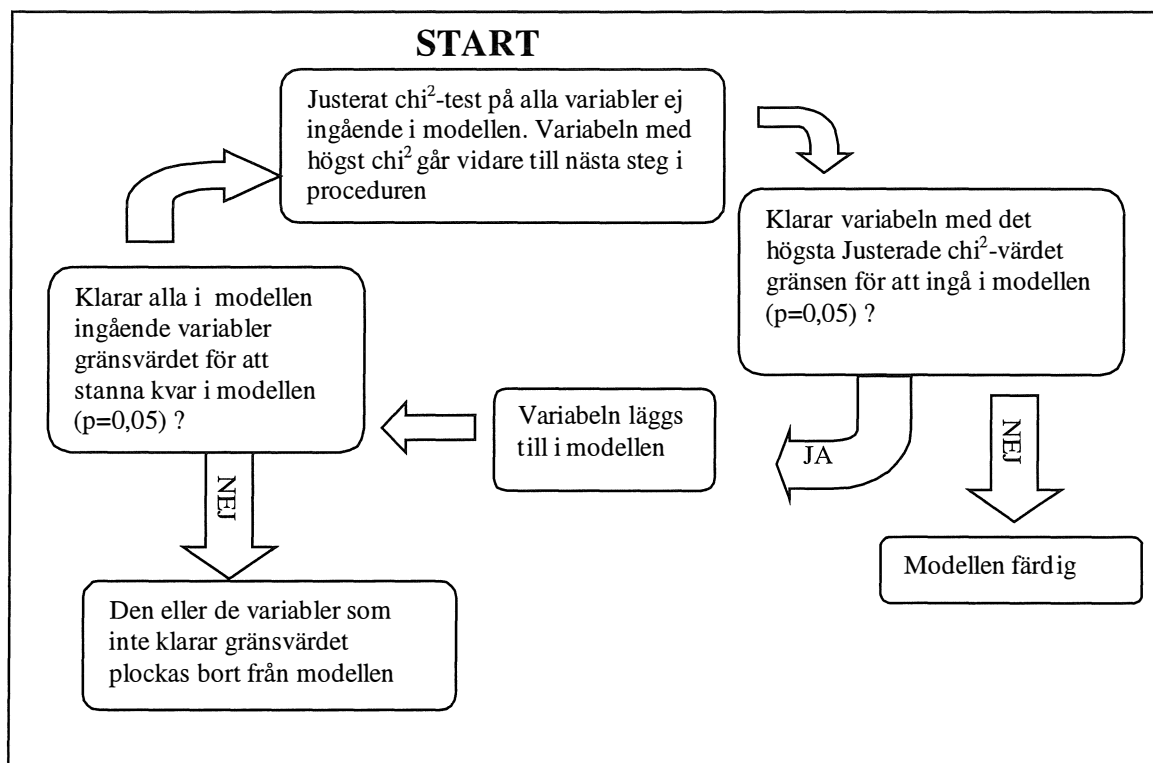 START
Justerat chi²-test på alla variabler ej
ingående i modellen. Variabeln med
högst chi² går vidare till nästa steg i
proceduren
Klarar variabeln med det
högsta Justerade chi²-värdet
gränsen för att ingå i modellen
(p=0,05) ?
JA
NEJ
Modellen färdig
Variabeln läggs
till i modellen
Klarar alla i modellen
ingående variabler
gränsvärdet för att
stanna kvar i modellen
(p=0,05) ?
NEJ
Den eller de variabler som
inte klarar gränsvärdet
plockas bort från modellen